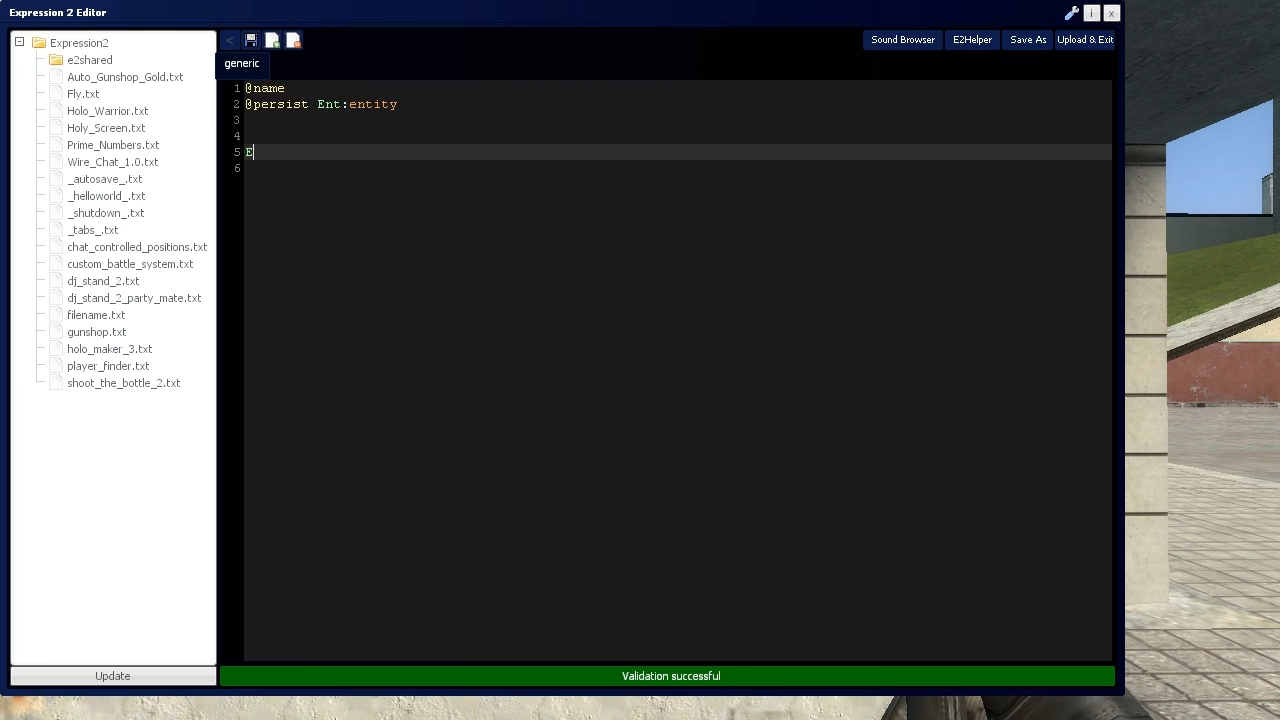 Expression 2 Editor
i
x
Expression2
e2shared
Auto_Gunshop_Gold.txt
Fly.txt
Holo_Warrior.txt
Holy_Screen.txt
Prime_Numbers.txt
Wire_Chat_1.0.txt
_autosave_.txt
_helloworld_.txt
_shutdown_.txt
_tabs_.txt
chat_controlled_positions.txt
custom_battle_system.txt
dj_stand_2.txt
dj_stand_2_party_mate.txt
filename.txt
gunshop.txt
holo_maker_3.txt
player_finder.txt
shoot_the_bottle_2.txt
Update
<
Sound Browser
E2Helper
Save As
Upload & Exit
generic
1 @name
2 @persist Ent:entity
3
4
5 E
6
Validation successful